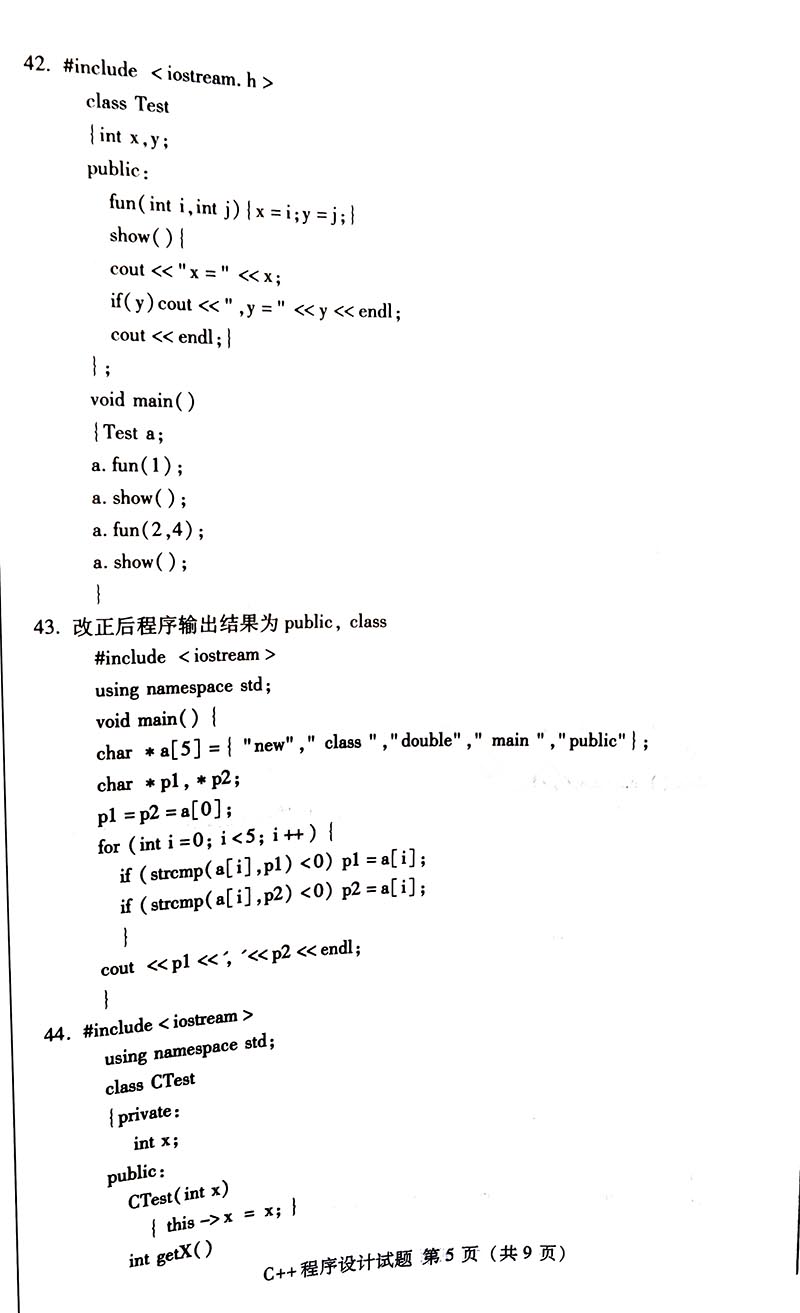 42. #include <iostream.h>
class Test
{int x,y;
public:
fun(int i,int j){x=i;y=j;}
show(){
cout<<"x="<<x;
if(y)cout<<",y="<<y<<endl;
cout<<endl;}
};
void main()
{Test a;
a.fun(1);
a.show();
a.fun(2,4);
a.show();
}
43. 改正后程序输出结果为 public, class
#include <iostream>
using namespace std;
void main() {
char *a[5]={ "new"," class ","double"," main ","public"};
char *p1,*p2;
p1=p2=a[0];
for (int i=0; i<5; i++) {
if (strcmp(a[i],p1)<0) p1=a[i];
if (strcmp(a[i],p2)<0) p2=a[i];
}
cout <<p1<<', '<<p2<<endl;
}
44. #include<iostream>
using namespace std;
class CTest
{private:
int x;
public:
CTest(int x)
{ this->x = x; }
int getX()
C++程序设计试题 第5页(共9页)